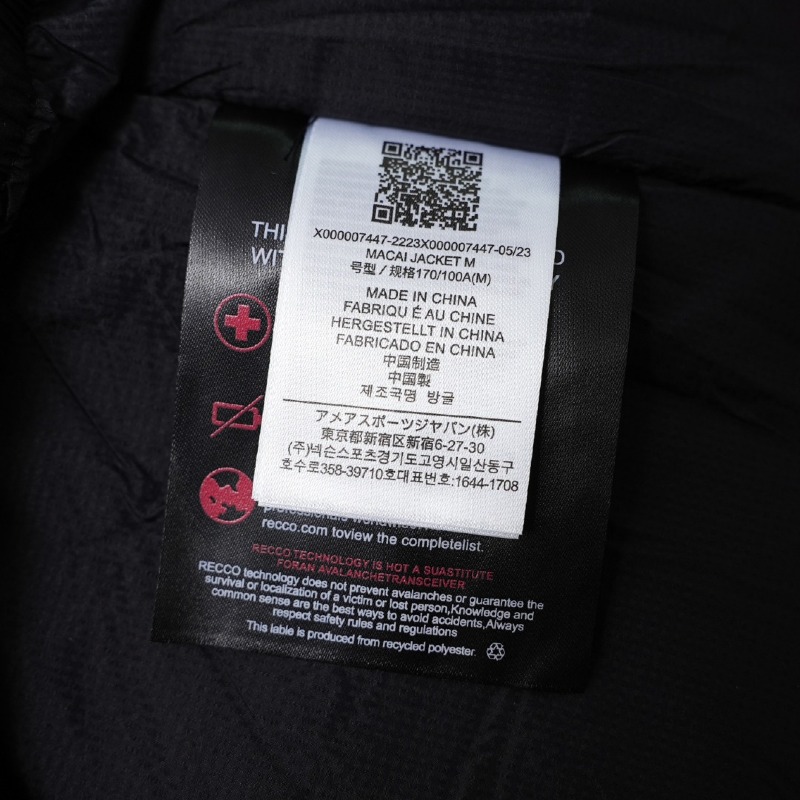 X000007447-2223X000007447-05/23
MACAI JACKET M
号型/规格170/100A(M)
MADE IN CHINA
FABRIQU É AU CHINE
HERGESTELLT IN CHINA
FABRICADO EN CHINA
中国制造
中国製
제조국명 방글
アメアスポーツジャパン(株)
東京都新宿区新宿6-27-30
(주)넥슨스포츠경기도고영시일산동구
호수로358-39710호대표번호:1644-1708
THI
WIT
recco.com toview the completelist.
RECCO TECHNOLOGY IS NOT A SUASTITUTE
FORAN AVALANCHETRANSCEIVER
RECCO technology does not prevent avalanches or guarantee the
survival or localization of a victim or lost person,Knowledge and
common sense are the best ways to avoid accidents,Always
respect safety rules and regulations
This lable is produced from recycled polyester.